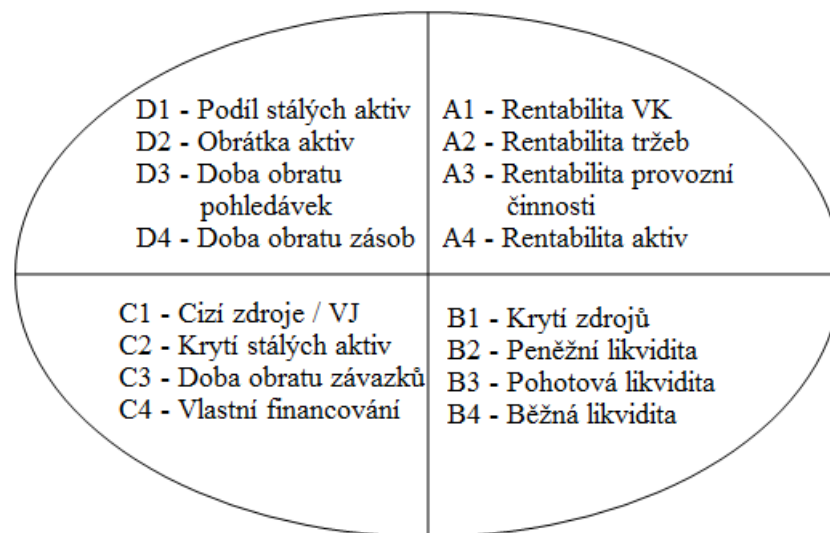 D1 - Podíl stálých aktiv
D2 - Obrátka aktiv
D3 - Doba obratu
pohledávek
D4 - Doba obratu zásob
A1 - Rentabilita VK
A2 - Rentabilita tržeb
A3 - Rentabilita provozní
činnosti
A4 - Rentabilita aktiv
C1 - Cizí zdroje / VJ
C2 - Krytí stálých aktiv
C3 - Doba obratu závazků
C4 - Vlastní financování
B1 - Krytí zdrojů
B2 - Peněžní likvidita
B3 - Pohotová likvidita
B4 - Běžná likvidita